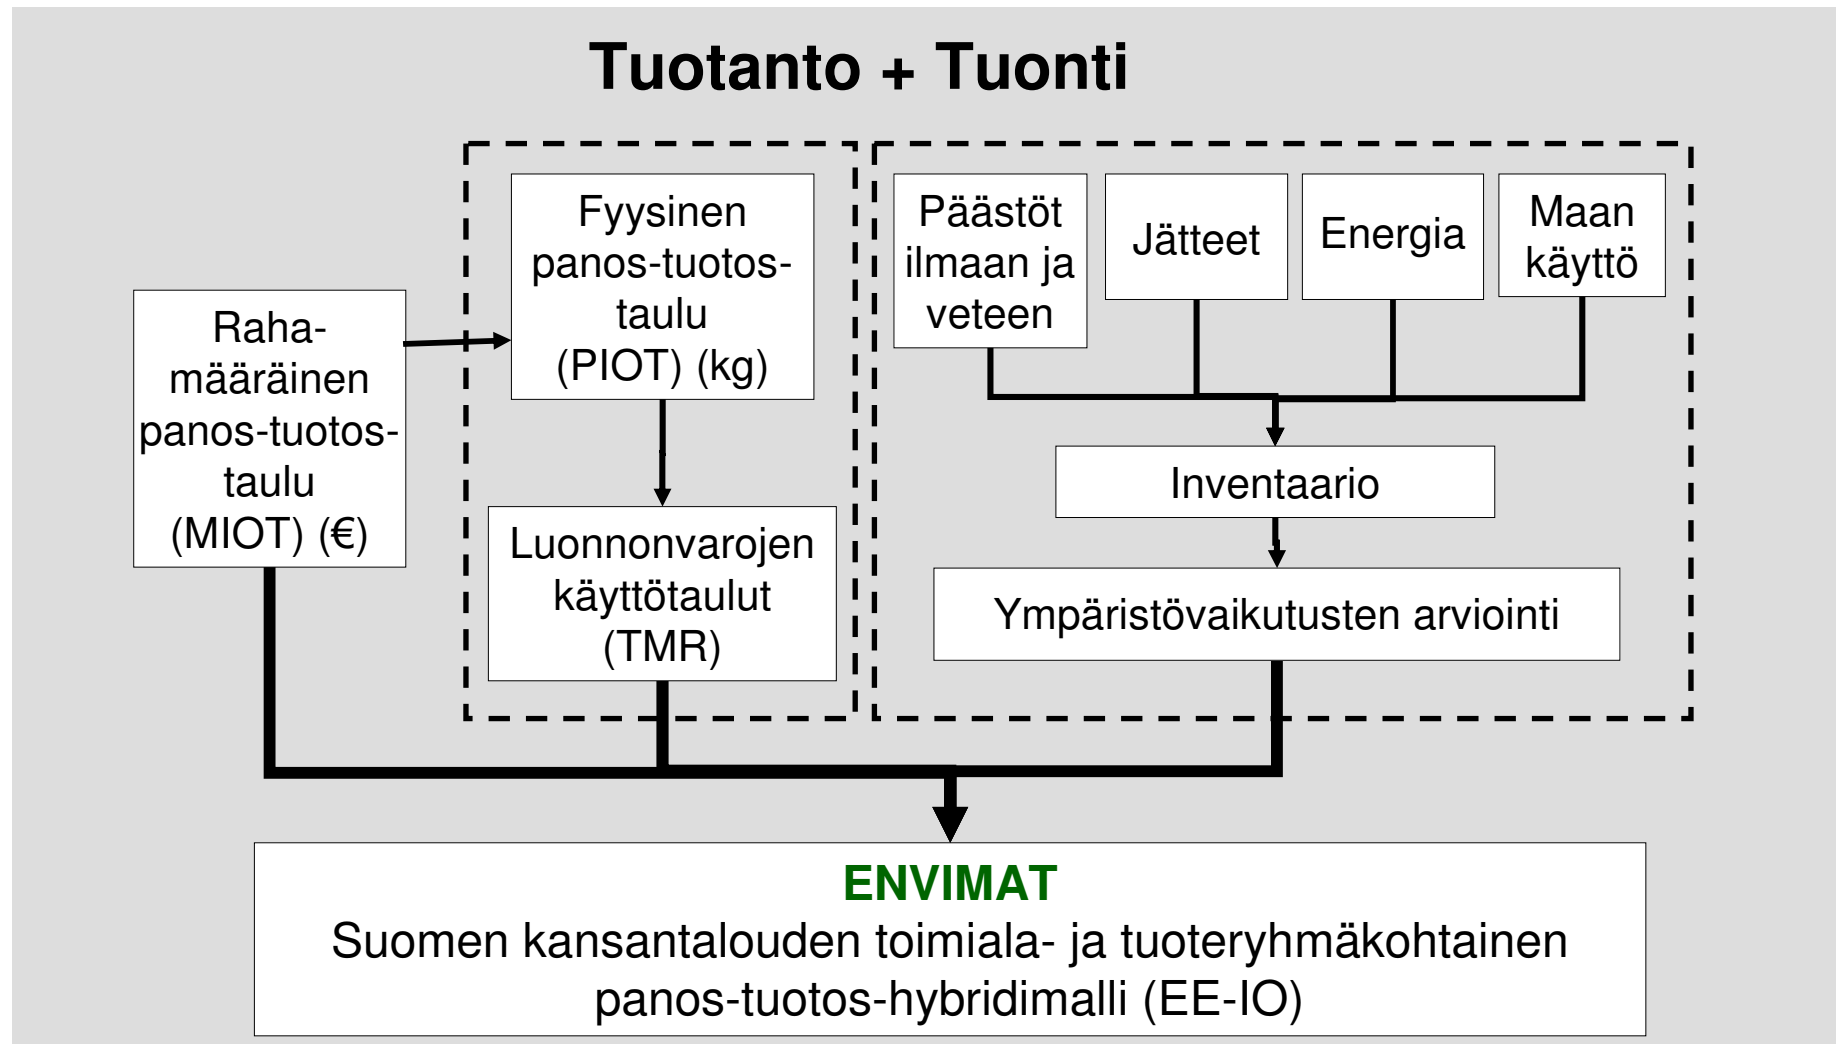 Tuotanto + Tuonti
Raha-
määräinen
panos-tuotos-
taulu
(MIOT) (€)
Fyysinen
panos-tuotos-
taulu
(PIOT) (kg)
Luonnonvarojen
käyttötaulut
(TMR)
Päästöt
ilmaan ja
veteen
Jätteet
Energia
Maan
käyttö
Inventaario
Ympäristövaikutusten arviointi
ENVIMAT
Suomen kansantalouden toimiala- ja tuoteryhmäkohtainen
panos-tuotos-hybridimalli (EE-IO)